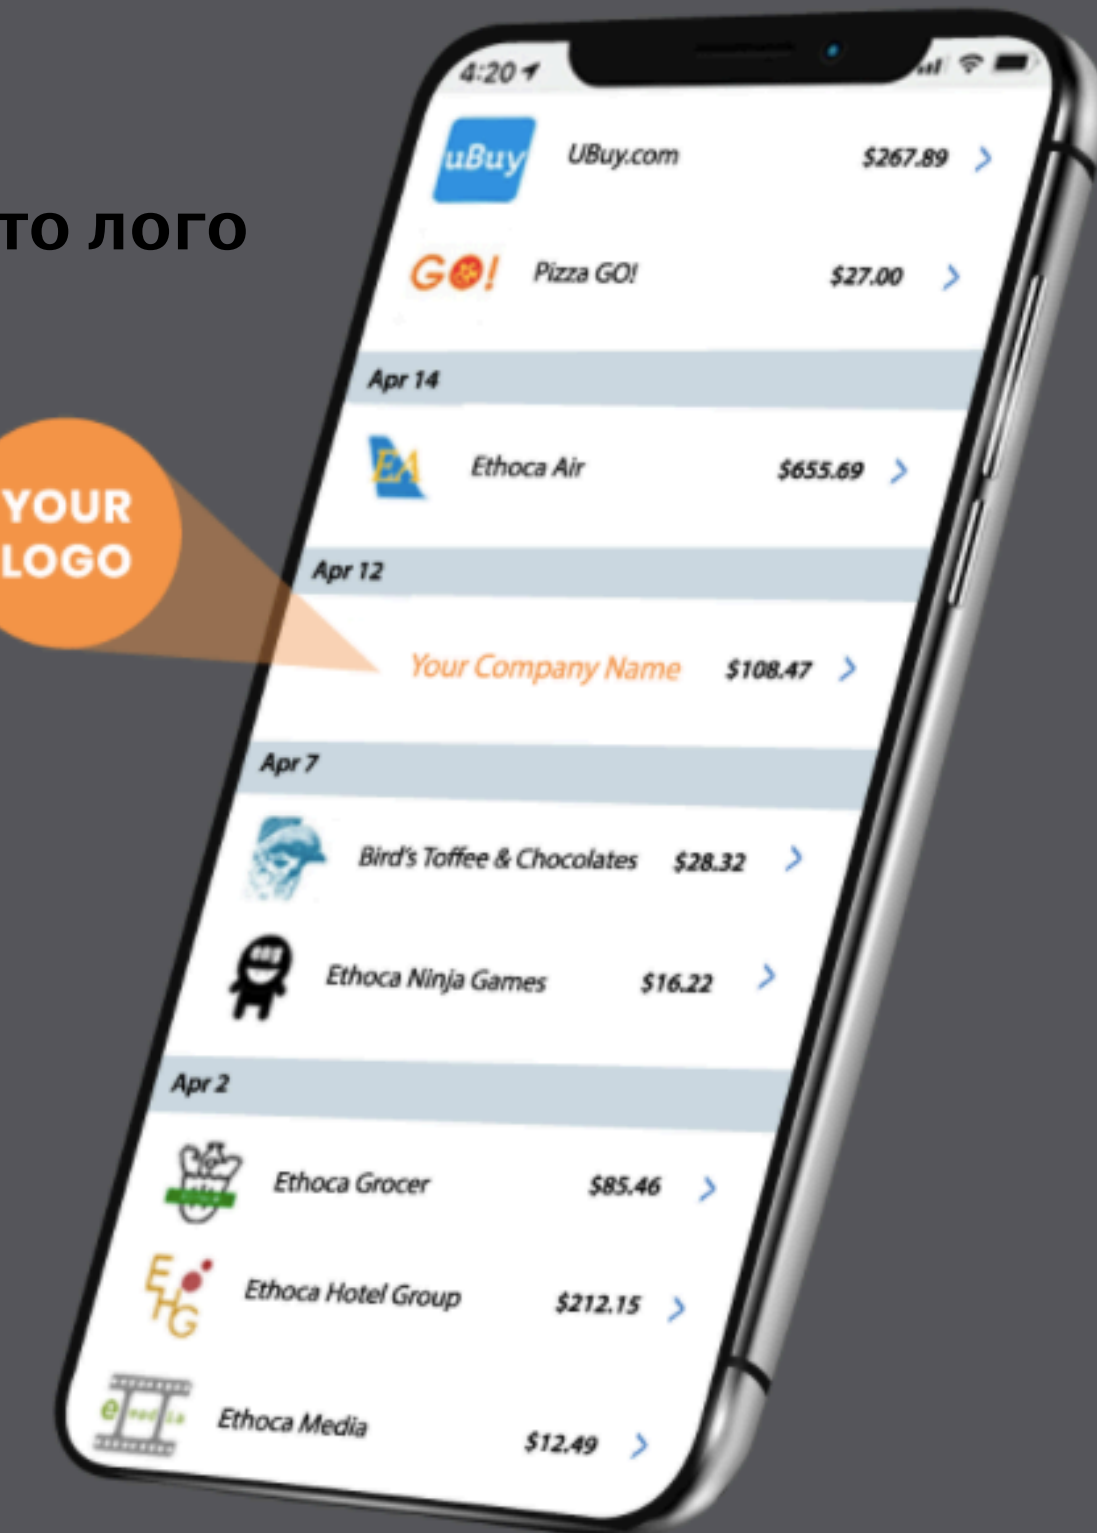 4:20
uBuy UBuy.com $267.89
то лого
GO! Pizza GO! $27.00
Apr 14
EA Ethoca Air $655.69
YOUR
LOGO
Apr 12
Your Company Name $108.47
Apr 7
Bird's Toffee & Chocolates $28.32
Ethoca Ninja Games $16.22
Apr 2
Ethoca Grocer $85.46
EHG Ethoca Hotel Group $212.15
Ethoca Media $12.49